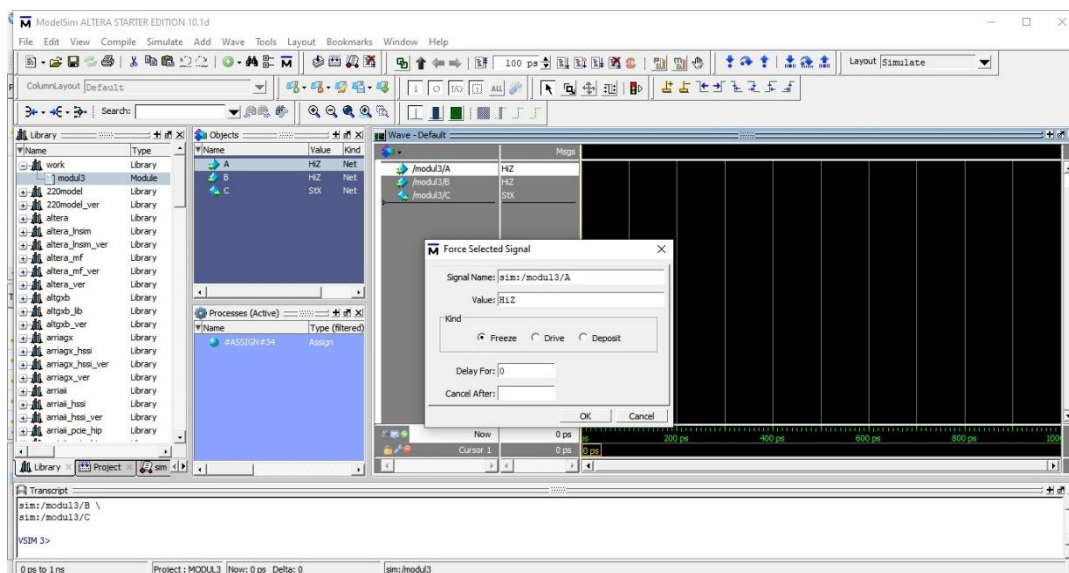 ModelSim ALTERA STARTER EDITION 10.1d
File Edit View Compile Simulate Add Wave Tools Layout Bookmarks Window Help
100 ps
Layout Simulate
ColumnLayout Default
ALL
Search:
Library
Name Type
work Library
modul3 Module
220model Library
220model_ver Library
altera Library
altera_lnsim Library
altera_lnsim_ver Library
altera_mf Library
altera_mf_ver Library
altera_ver Library
altgxb Library
altgxb_lib Library
altgxb_ver Library
arriagx Library
arriagx_hssi Library
arriagx_hssi_ver Library
arriagx_ver Library
arriaii Library
arriaii_hssi Library
arriaii_hssi_ver Library
arriaii_pcie_hip Library
Library Project sim
Objects
Name Value Kind
A HiZ Net
B HiZ Net
C StX Net
Processes (Active)
Name Type (filtered)
#ASSIGN#34 Assign
Wave - Default
Msgs
/modul3/A HiZ
/modul3/B HiZ
/modul3/C StX
Force Selected Signal
Signal Name: sim:/modul3/A
Value: HiZ
Kind
Freeze Drive Deposit
Delay For: 0
Cancel After:
OK Cancel
Now 0 ps
200 ps 400 ps 600 ps 800 ps
Cursor 1 0 ps
0 ps
Transcript
sim:/modul3/B \
sim:/modul3/C
VSIM 3>
0 ps to 1 ns Project : MODUL3 Now: 0 ps Delta: 0 sim:/modul3